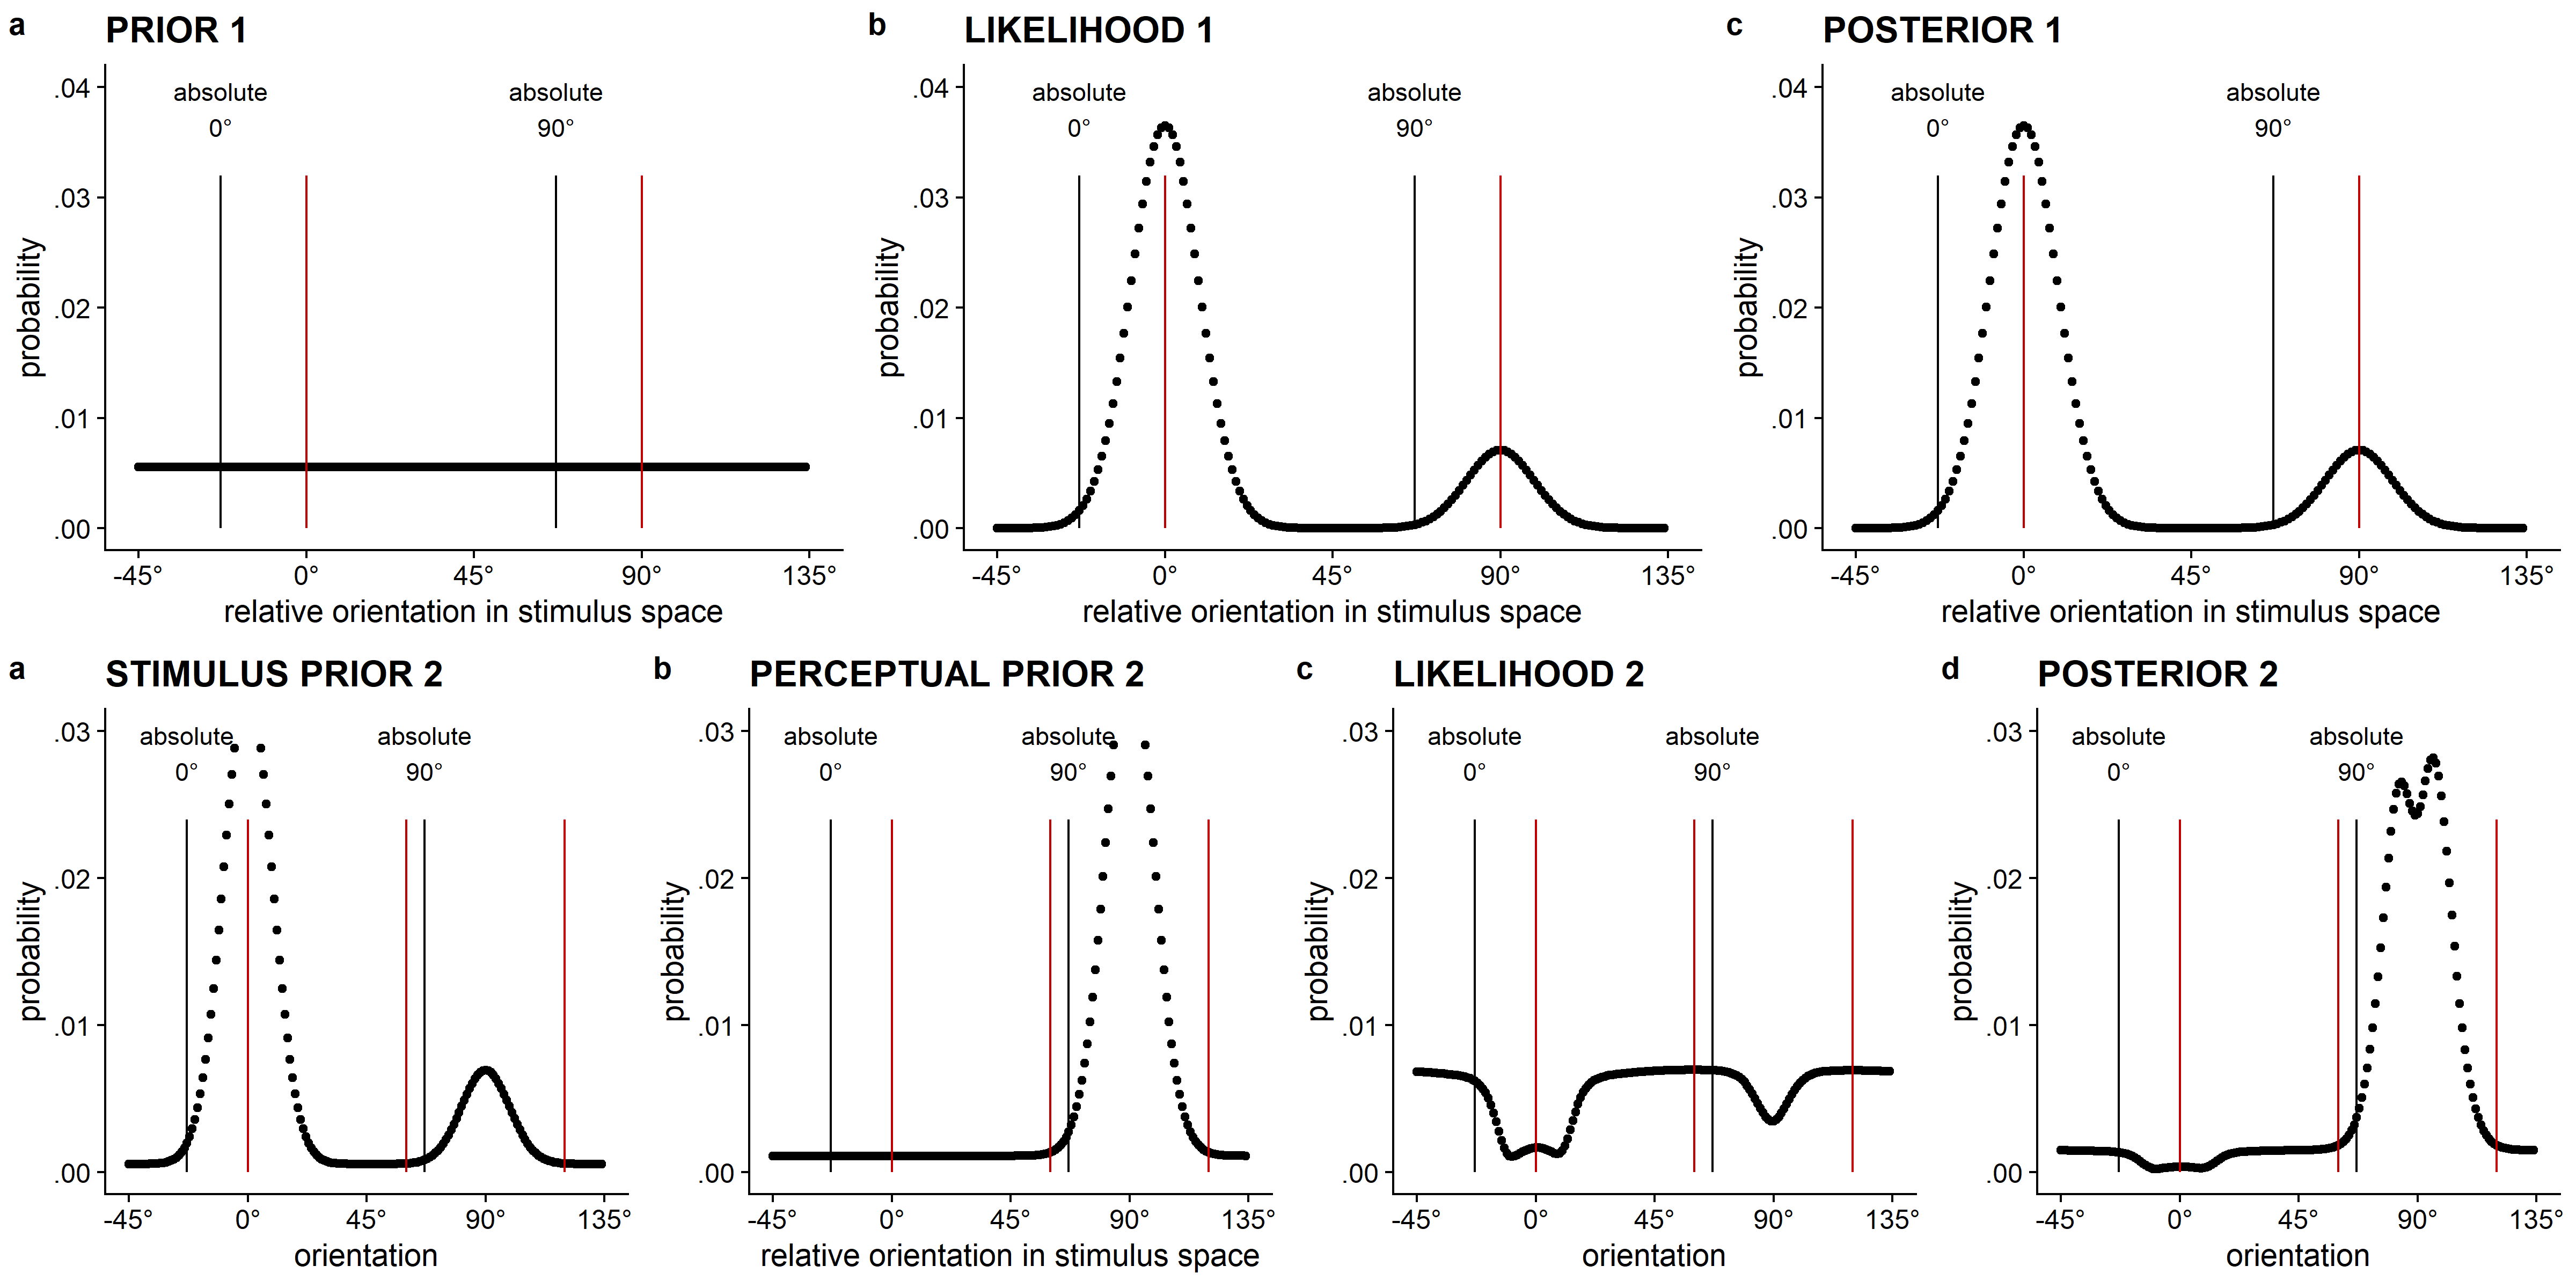 a PRIOR 1
.04
.03
.02
.01
.00
absolute
0°
absolute
90°
probability
-45° 0° 45° 90° 135°
relative orientation in stimulus space
b LIKELIHOOD 1
.04
.03
.02
.01
.00
absolute
0°
absolute
90°
probability
-45° 0° 45° 90° 135°
relative orientation in stimulus space
c POSTERIOR 1
.04
.03
.02
.01
.00
absolute
0°
absolute
90°
probability
-45° 0° 45° 90° 135°
relative orientation in stimulus space
a STIMULUS PRIOR 2
.03
.02
.01
.00
absolute
0°
absolute
90°
probability
-45° 0° 45° 90° 135°
orientation
b PERCEPTUAL PRIOR 2
.03
.02
.01
.00
absolute
0°
absolute
90°
probability
-45° 0° 45° 90° 135°
relative orientation in stimulus space
c LIKELIHOOD 2
.03
.02
.01
.00
absolute
0°
absolute
90°
probability
-45° 0° 45° 90° 135°
orientation
d POSTERIOR 2
.03
.02
.01
.00
absolute
0°
absolute
90°
probability
-45° 0° 45° 90° 135°
orientation